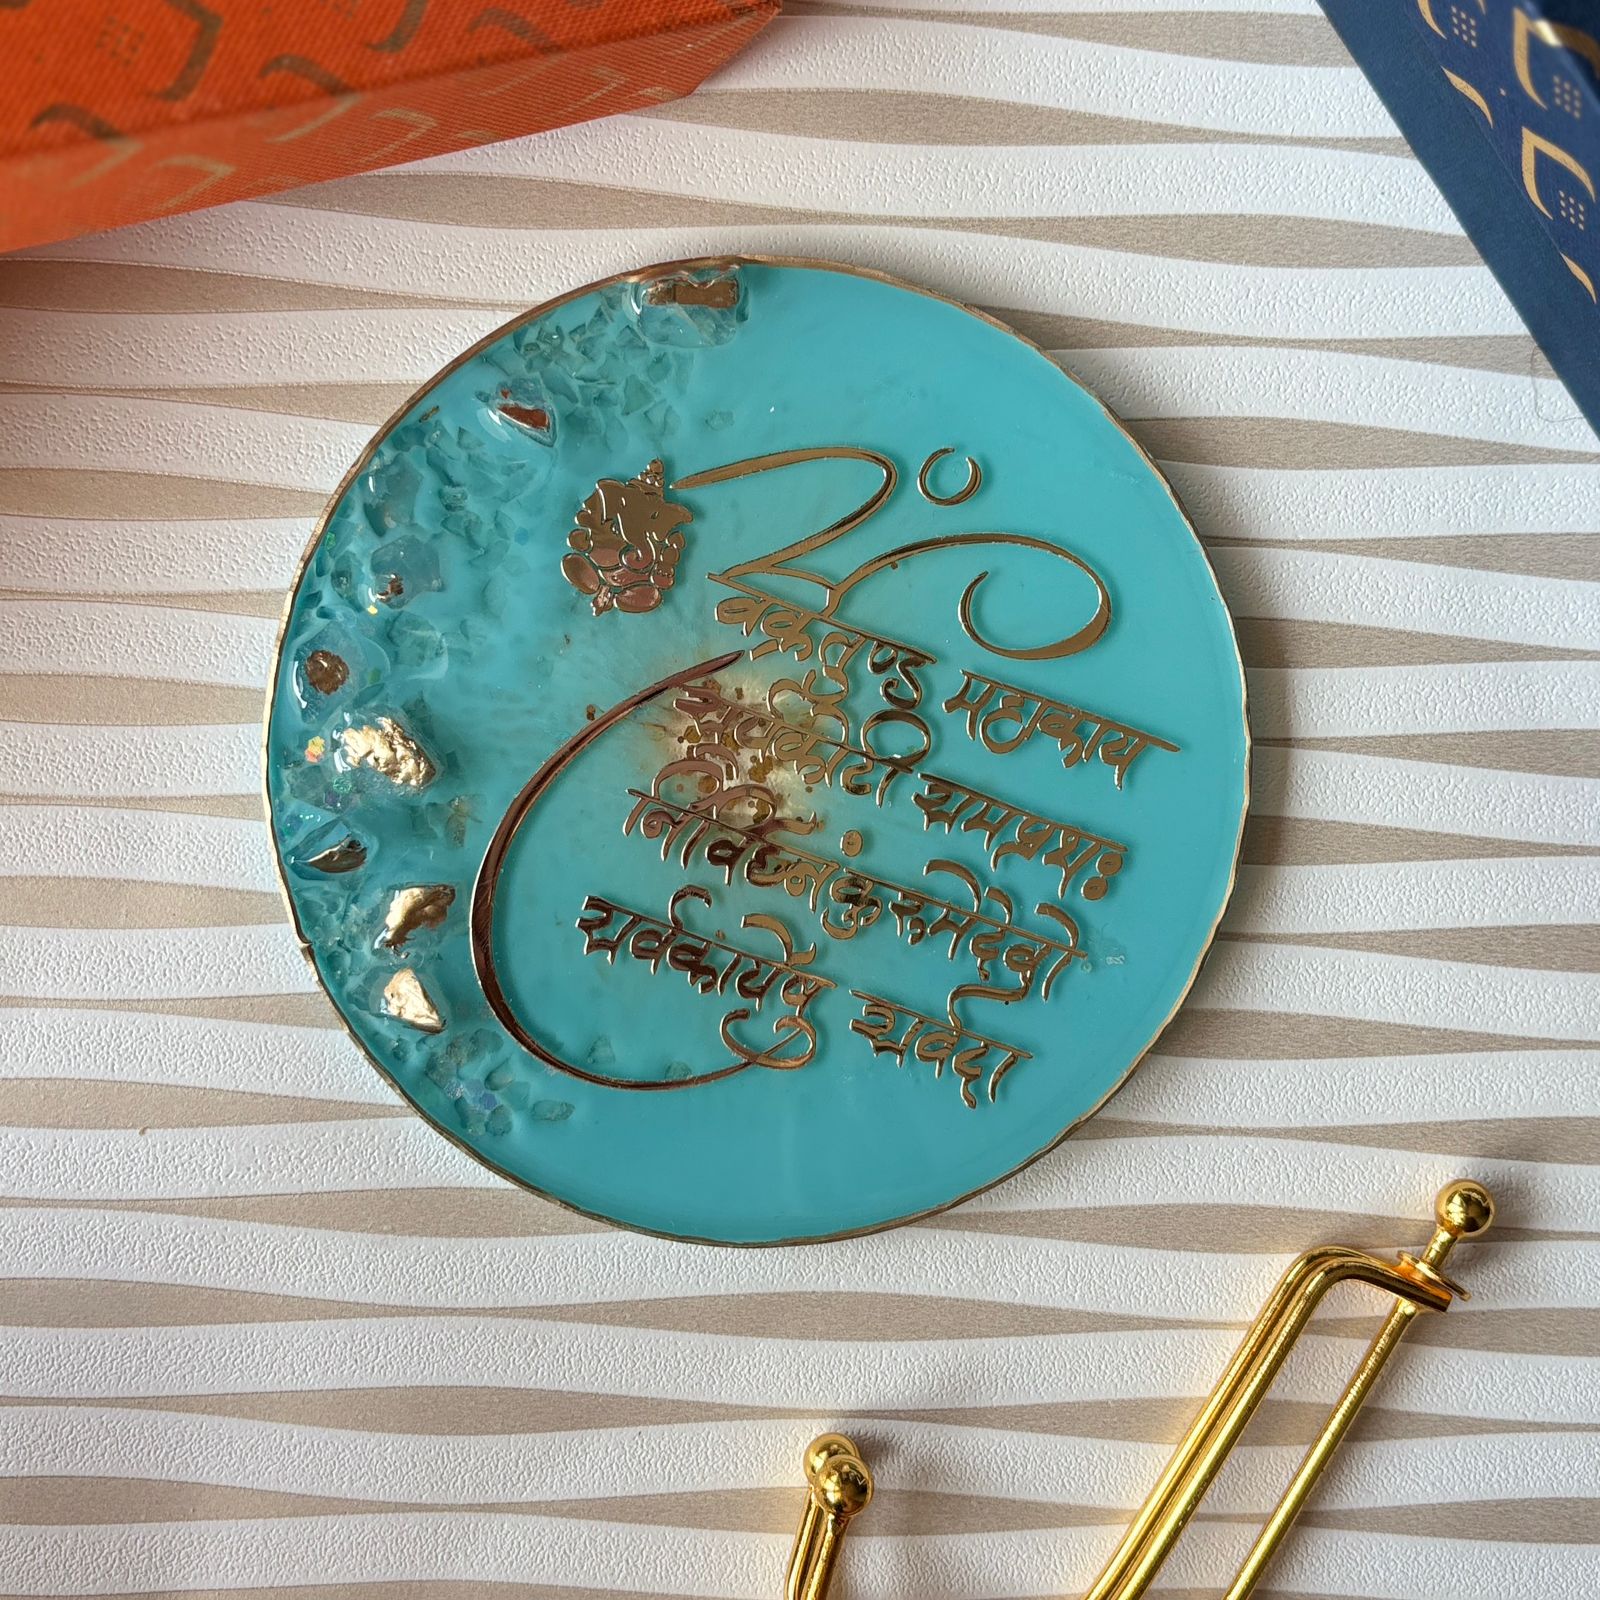 ॐ
वक्रतुण्ड महाकाय
सूर्यकोटी समप्रभः
निर्विघ्नं कुरूमेदेवो
सर्वकार्येषु सर्वदा